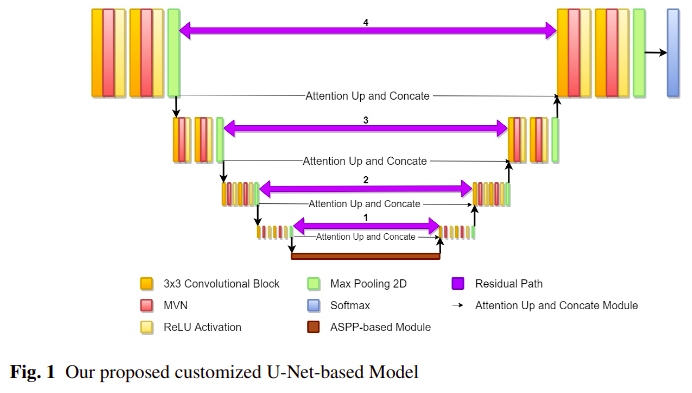 4
Attention Up and Concate
3
Attention Up and Concate
2
Attention Up and Concate
1
Attention Up and Concate
3x3 Convolutional Block
Max Pooling 2D
Residual Path
MVN
Softmax
Attention Up and Concate Module
ReLU Activation
ASPP-based Module
Fig. 1 Our proposed customized U-Net-based Model